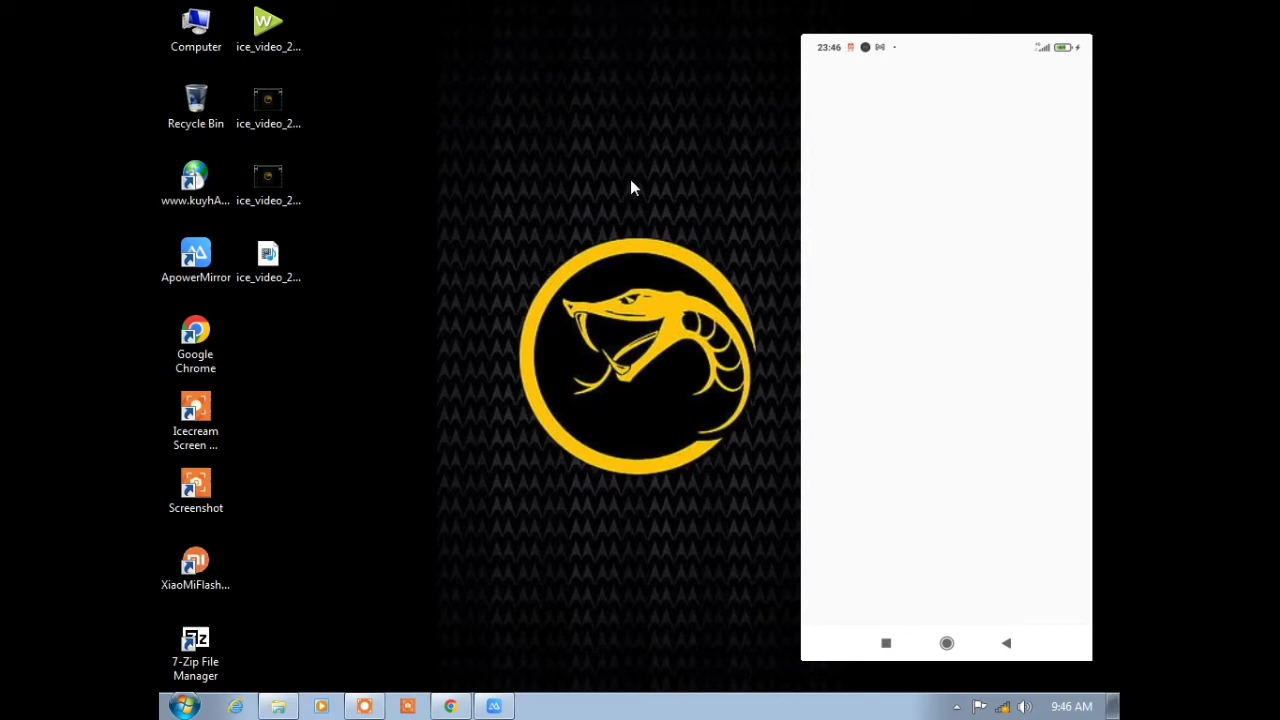 Computer
ice_video_2...
Recycle Bin
ice_video_2...
www.kuyhA...
ice_video_2...
ApowerMirror
ice_video_2...
Google
Chrome
Icecream
Screen ...
Screenshot
XiaoMiFlash...
7z
7-Zip File
Manager
W
23:46
9:46 AM